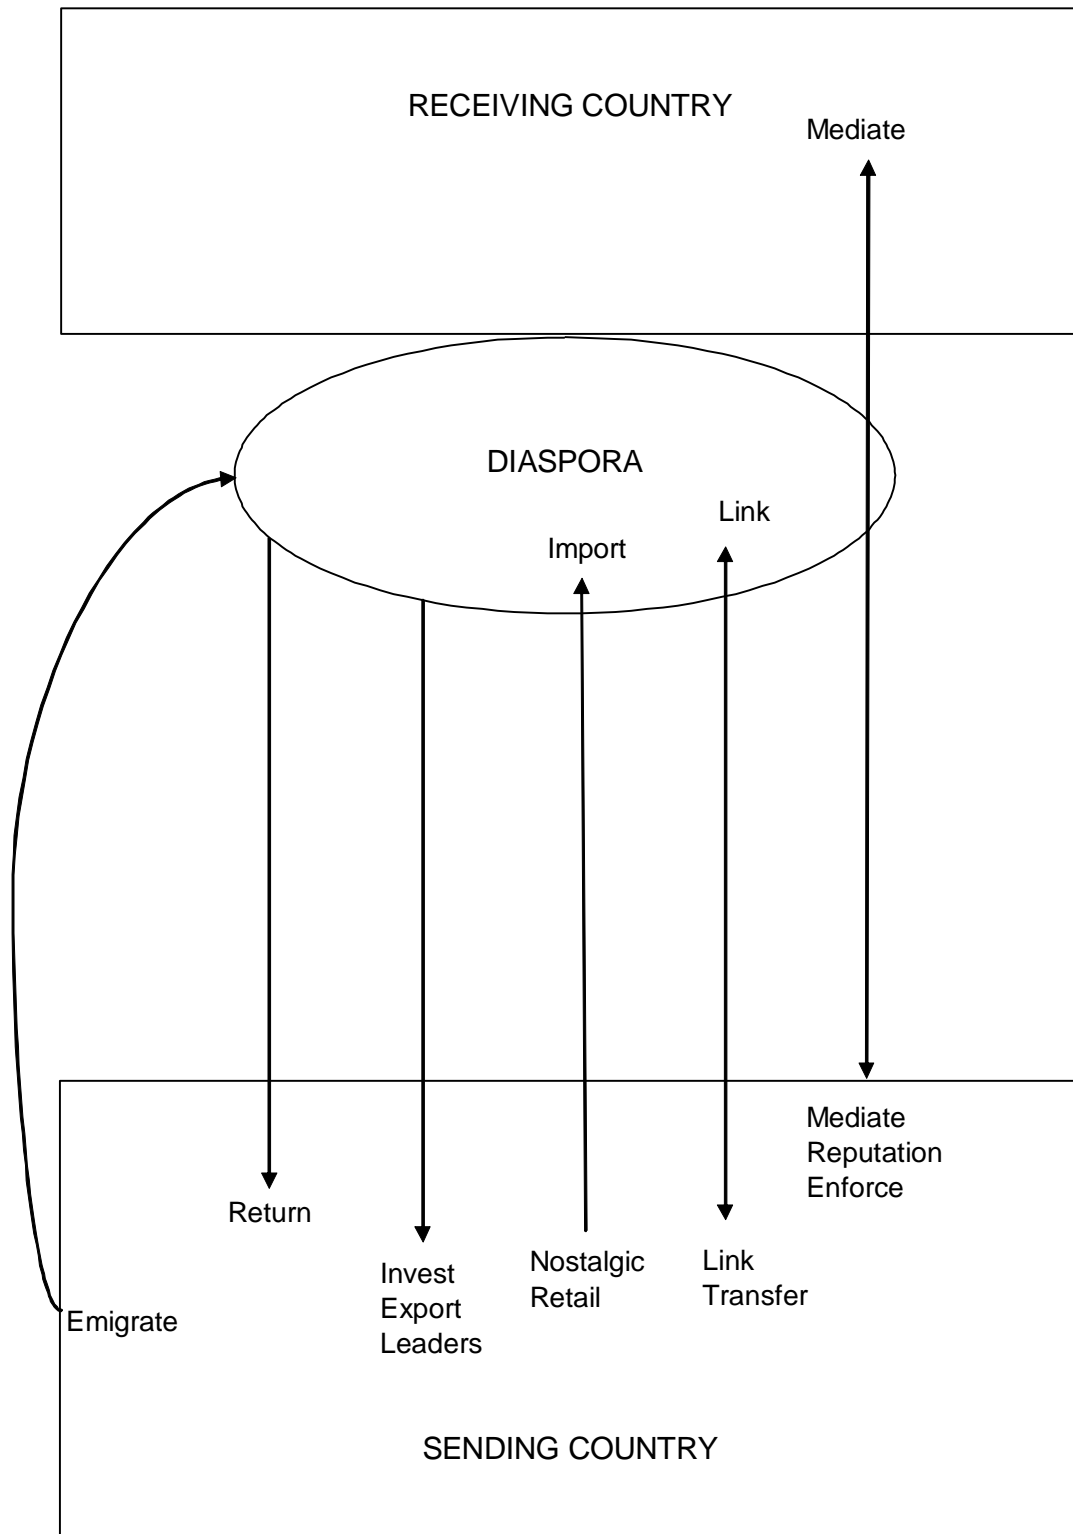 RECEIVING COUNTRY
Mediate
DIASPORA
Link
Import
Mediate
Reputation
Enforce
Return
Invest
Export
Leaders
Nostalgic
Retail
Link
Transfer
Emigrate
SENDING COUNTRY